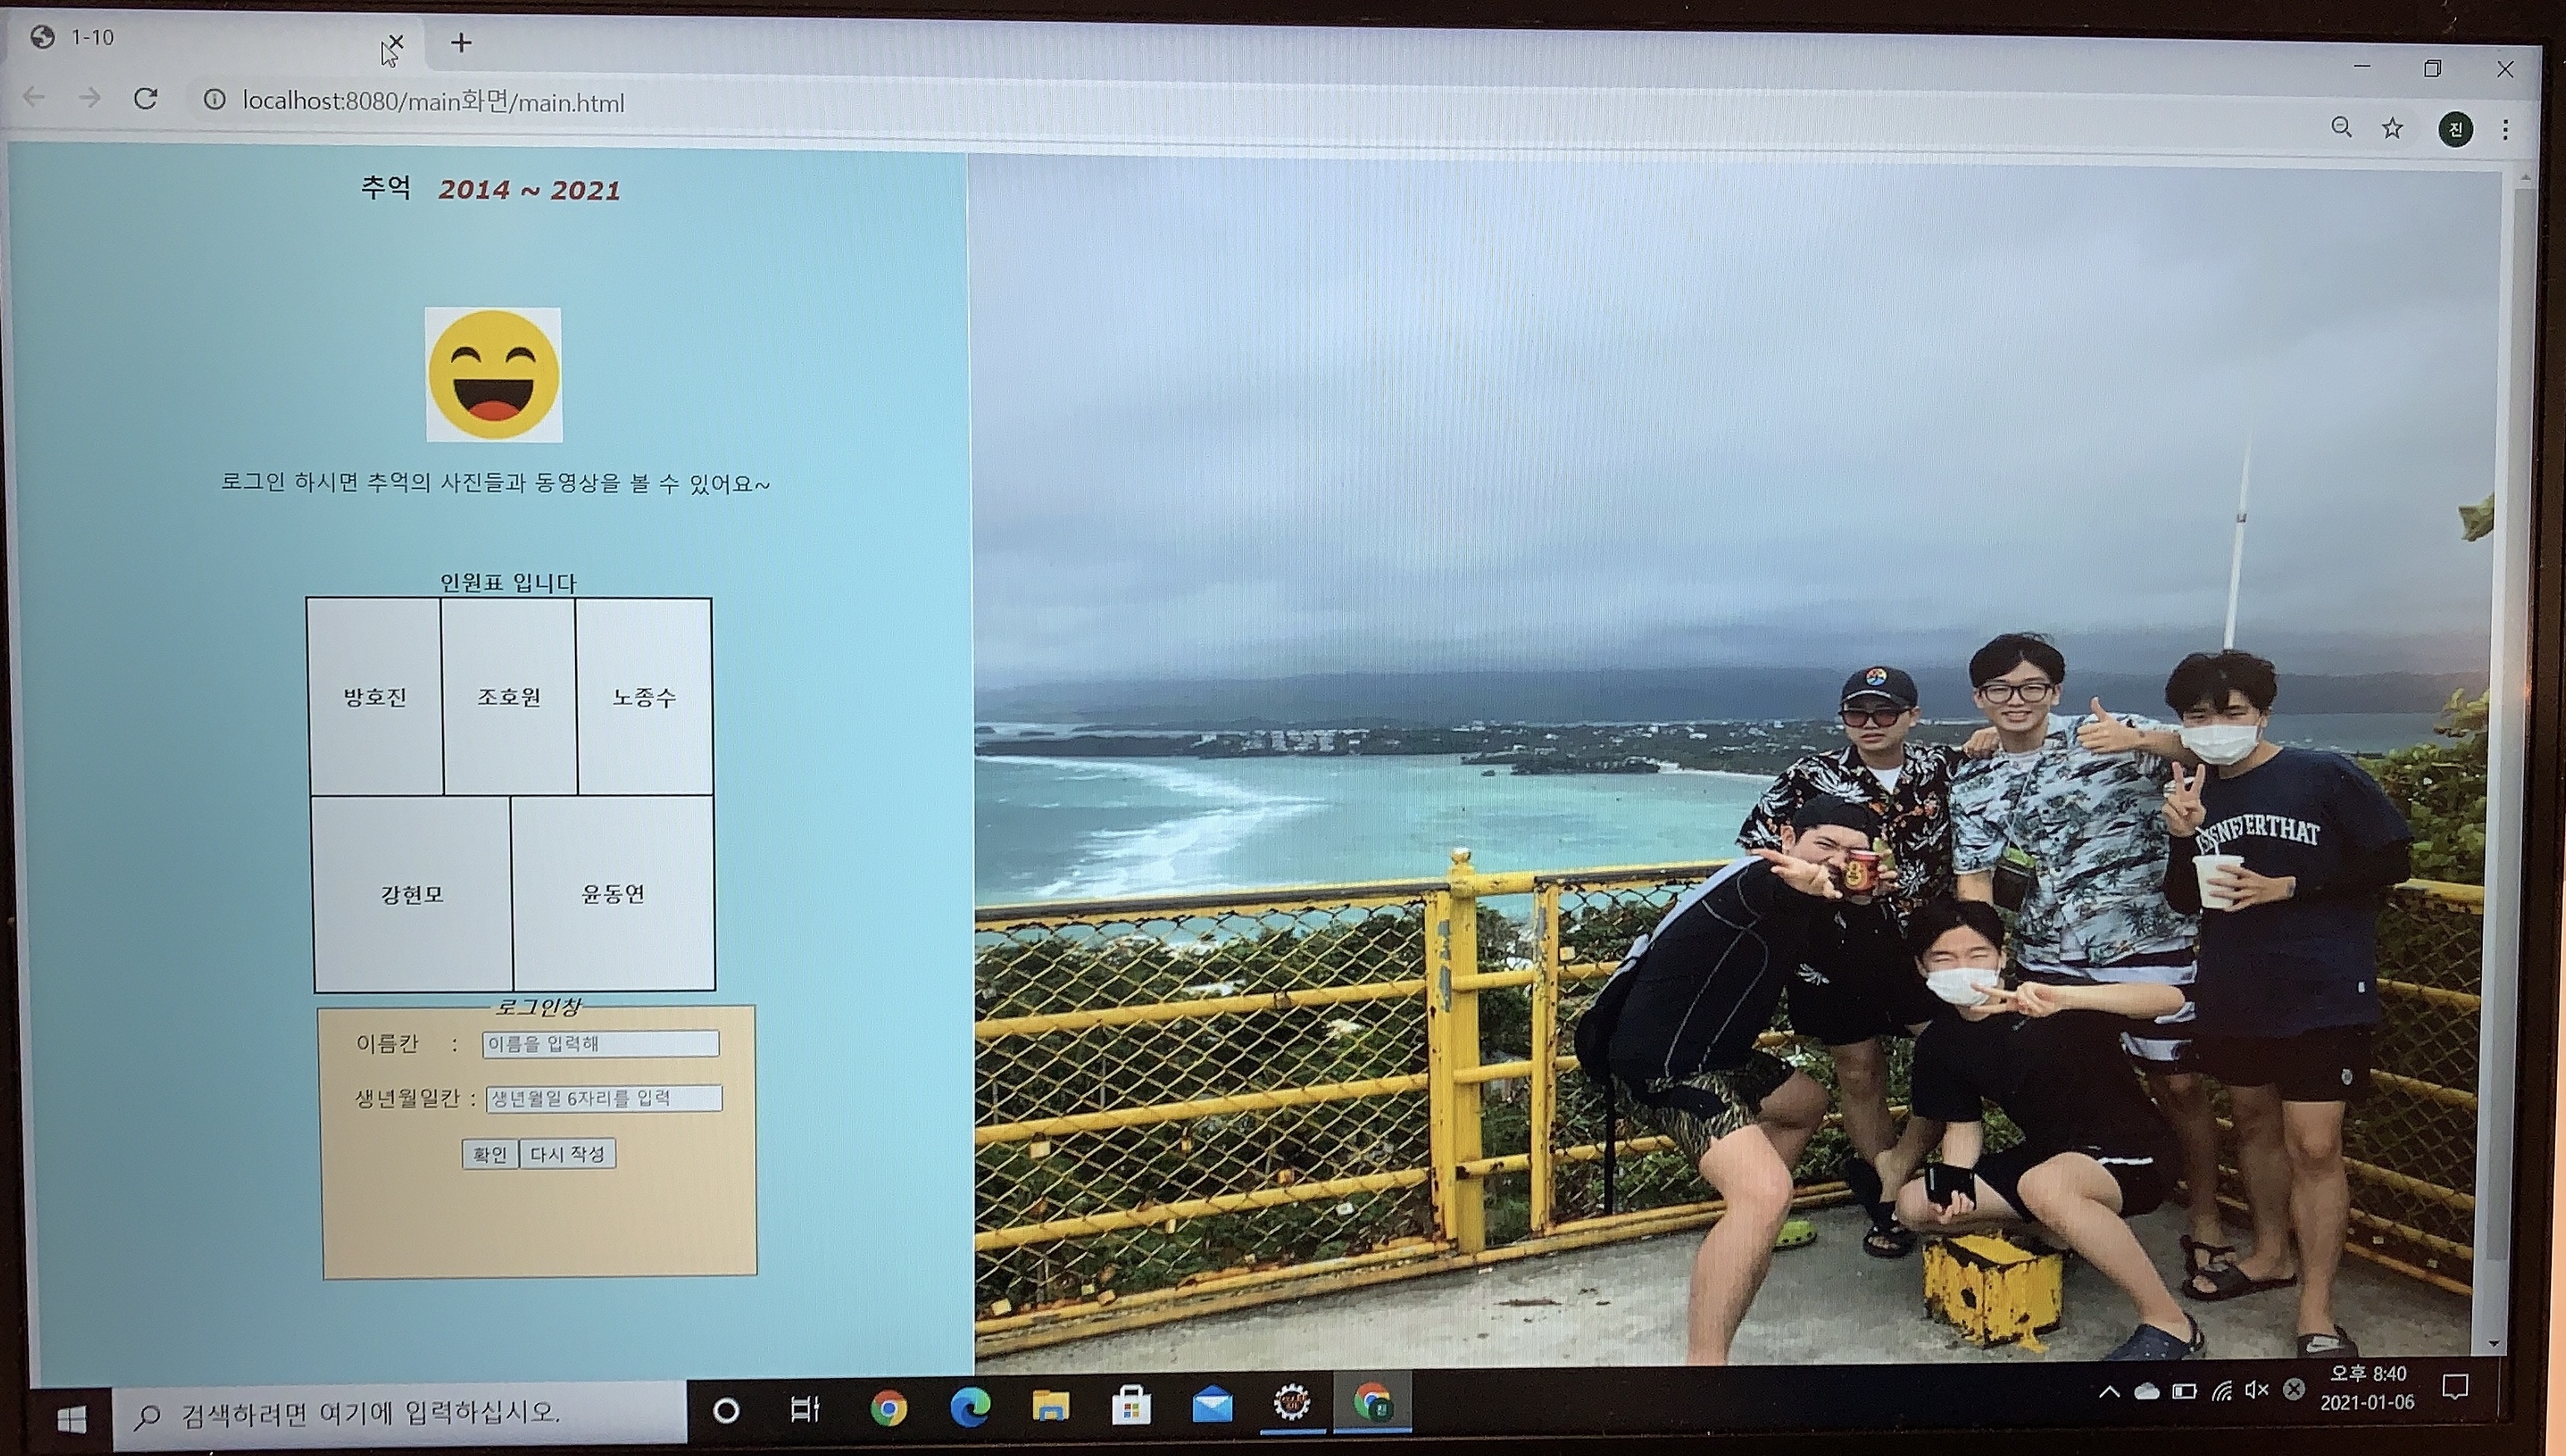 1-10
localhost:8080/main화면/main.html
진
추억 2014 ~ 2021
로그인 하시면 추억의 사진들과 동영상을 볼 수 있어요~
인원표 입니다
방호진 조호원 노종수
강현모 윤동연
로그인창
이름칸 : 이름을 입력해
생년월일칸 : 생년월일 6자리를 입력
확인 다시 작성
검색하려면 여기에 입력하십시오.
진
오후 8:40
2021-01-06